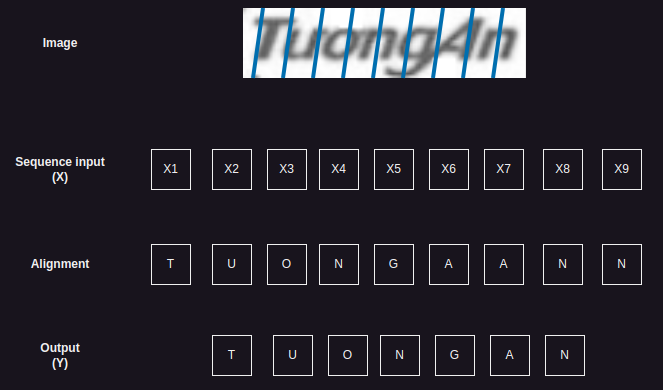 Image TuongAn
Sequence input
(X) X1 X2 X3 X4 X5 X6 X7 X8 X9
Alignment T U O N G A A N N
Output
(Y) T U O N G A N